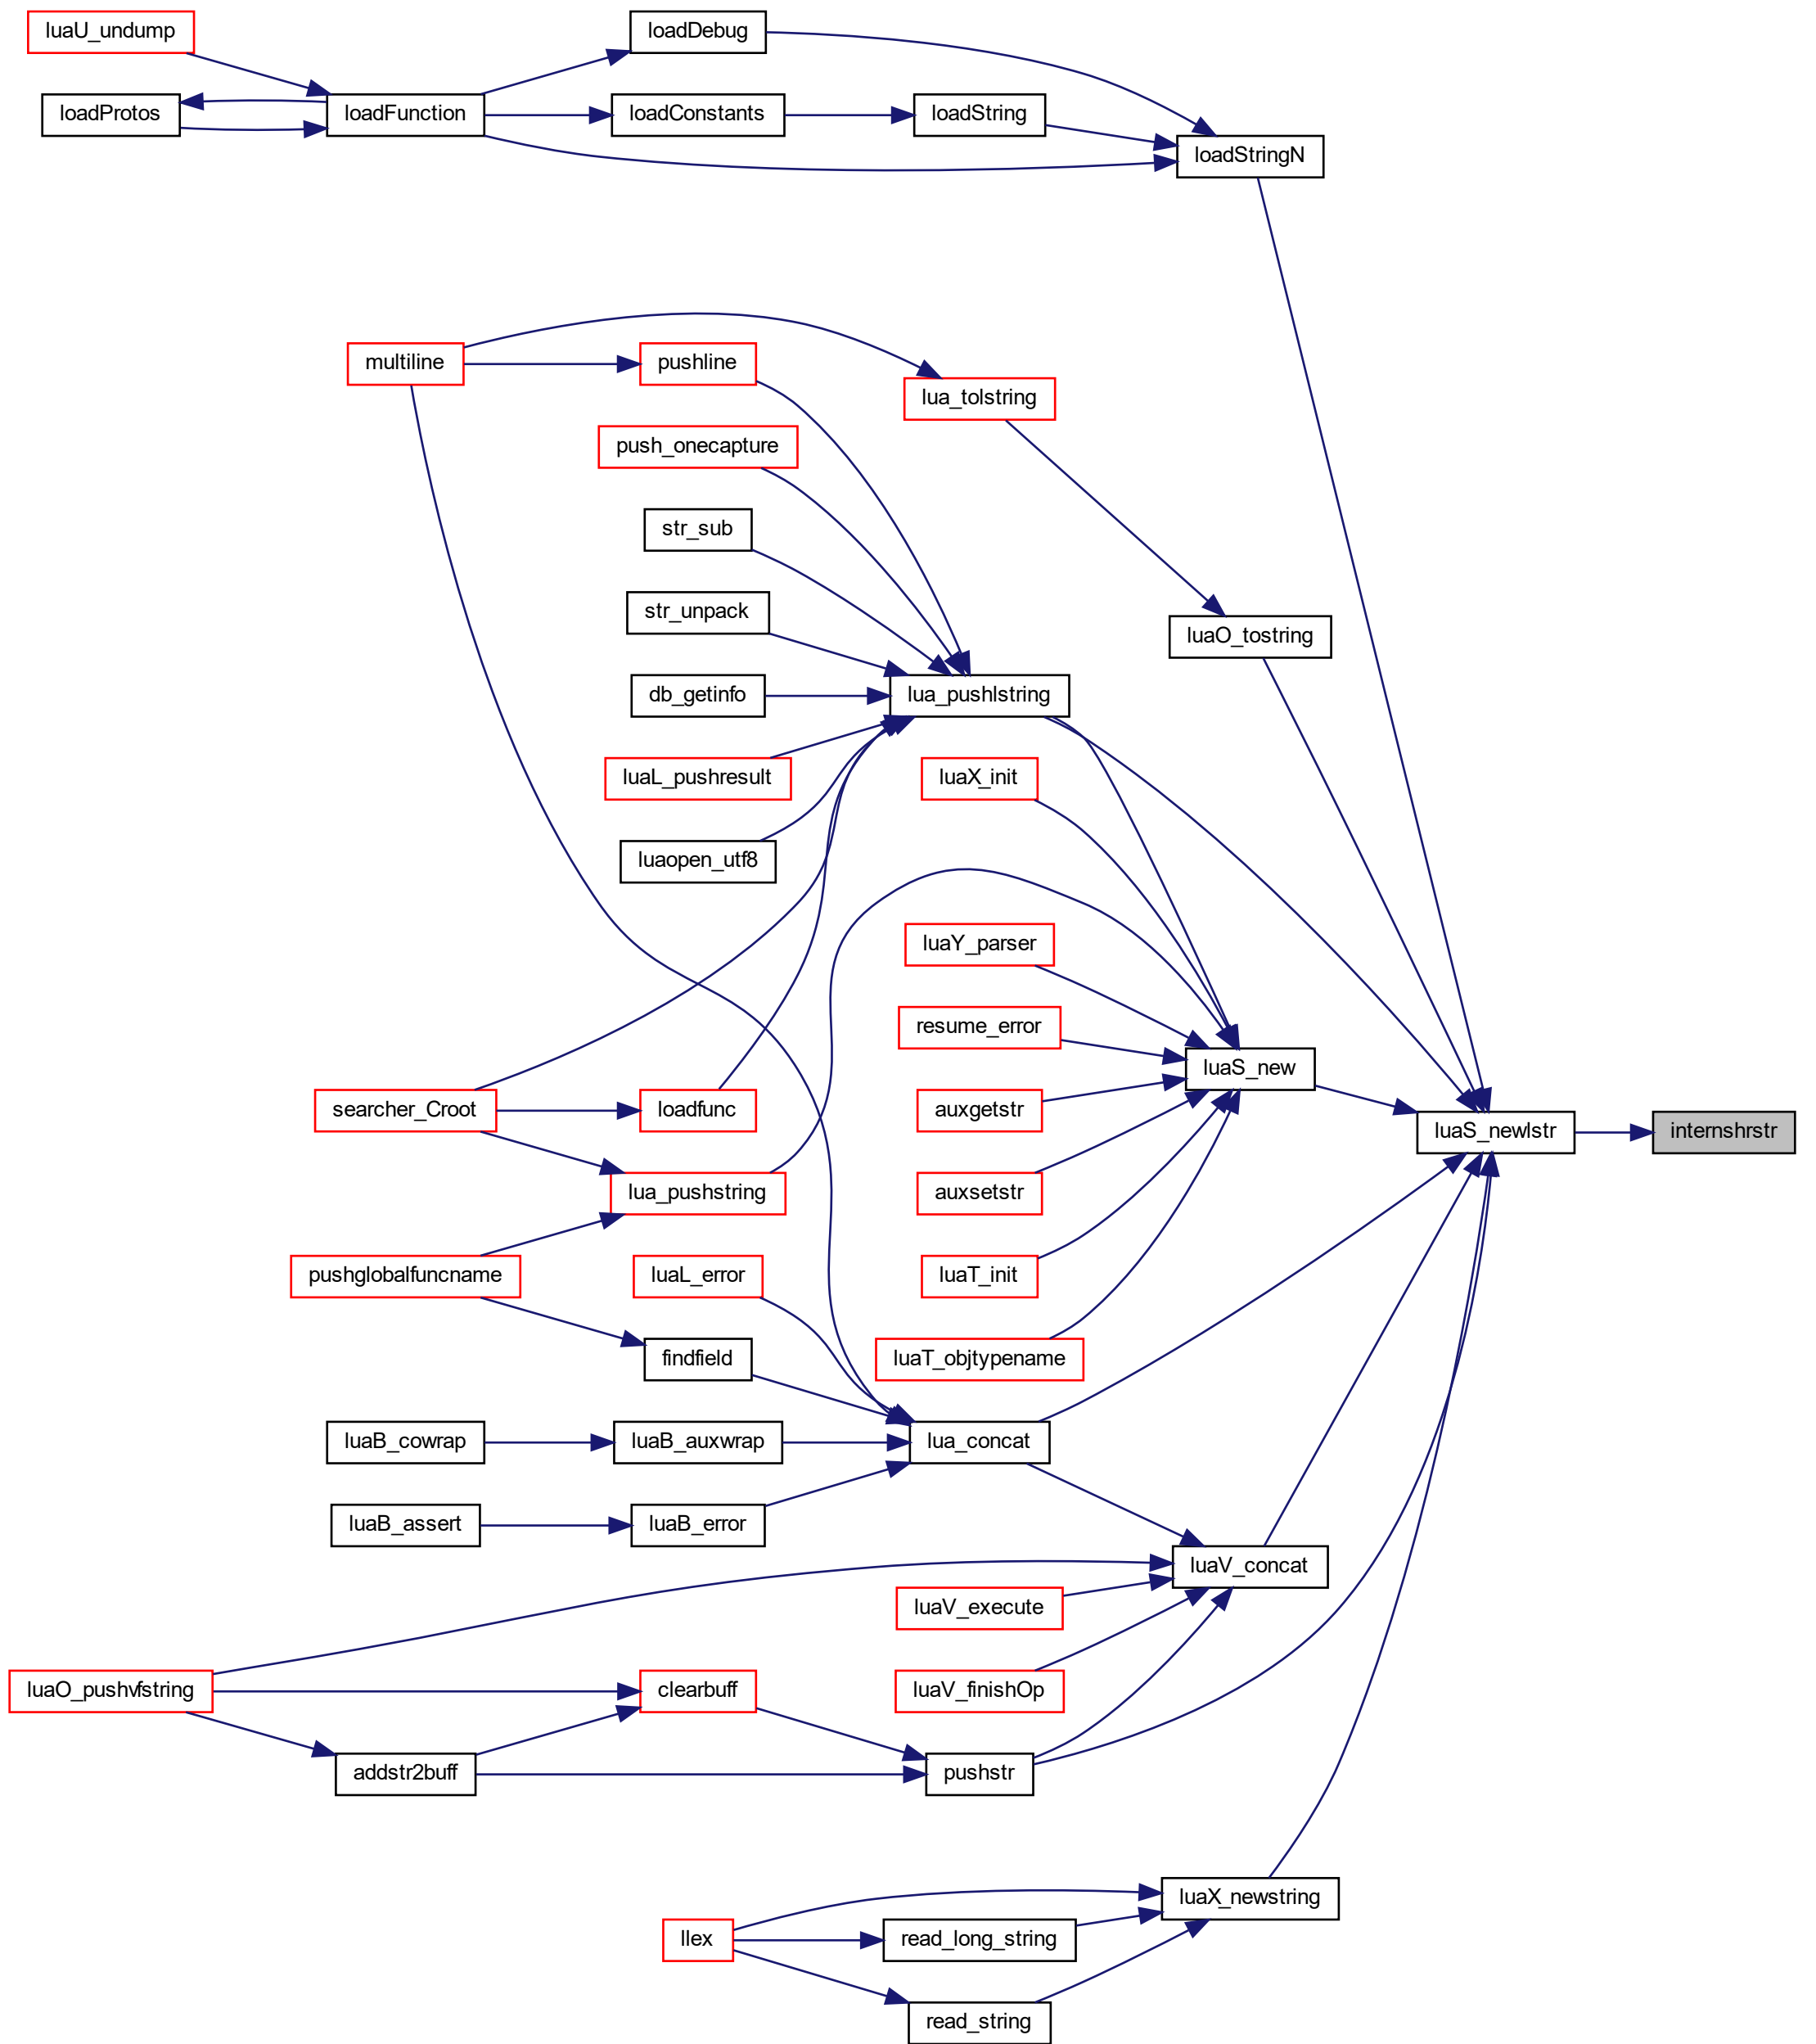 luaU_undump
loadDebug
loadProtos
loadFunction
loadConstants
loadString
loadStringN
multiline
pushline
lua_tolstring
push_onecapture
str_sub
str_unpack
luaO_tostring
db_getinfo
lua_pushlstring
luaL_pushresult
luaX_init
luaopen_utf8
luaY_parser
resume_error
luaS_new
searcher_Croot
loadfunc
auxgetstr
luaS_newlstr
internshrstr
lua_pushstring
auxsetstr
pushglobalfuncname
luaL_error
luaT_init
findfield
luaT_objtypename
luaB_cowrap
luaB_auxwrap
lua_concat
luaB_assert
luaB_error
luaV_concat
luaV_execute
luaO_pushvfstring
clearbuff
luaV_finishOp
addstr2buff
pushstr
luaX_newstring
llex
read_long_string
read_string